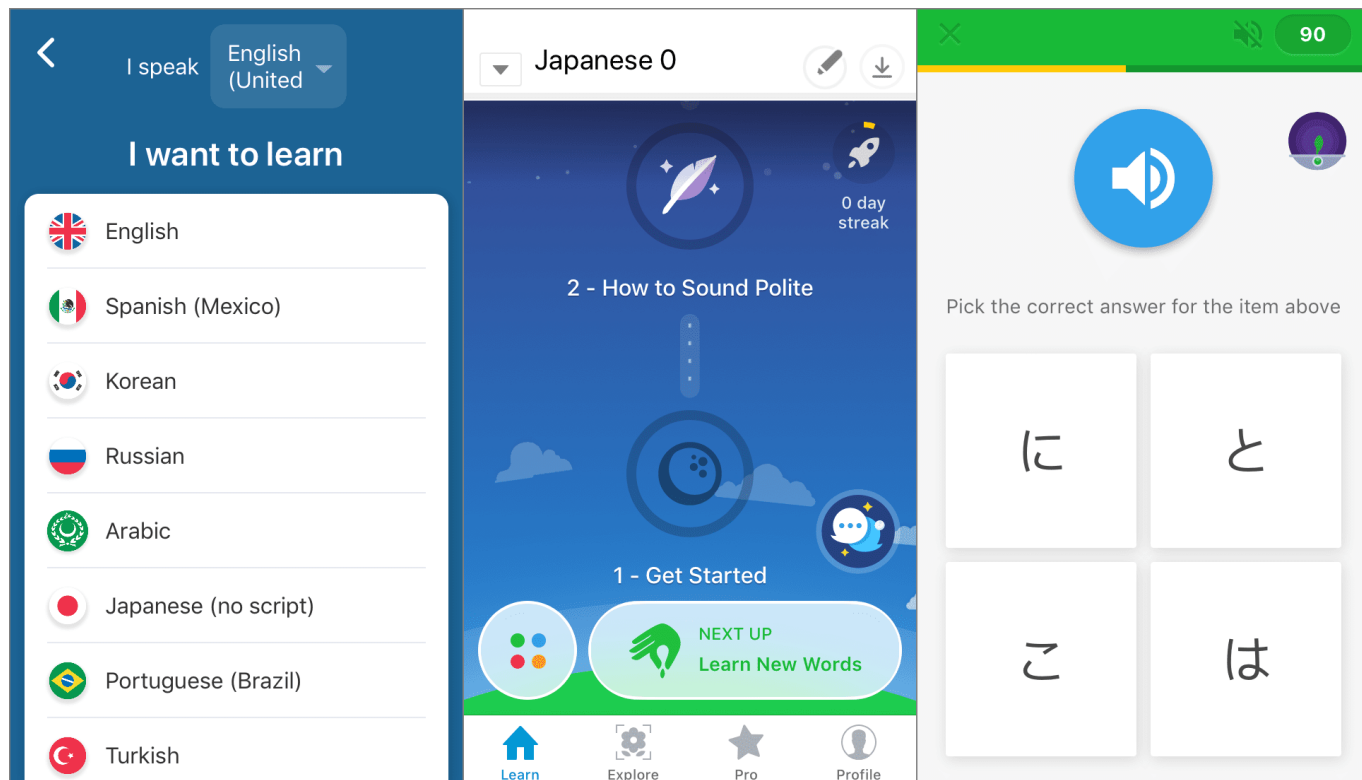 I speak
English
(United
I want to learn
English
Spanish (Mexico)
Korean
Russian
Arabic
Japanese (no script)
Portuguese (Brazil)
Turkish
Japanese 0
0 day
streak
2 - How to Sound Polite
1 - Get Started
NEXT UP
Learn New Words
Learn
Explore
Pro
Profile
90
Pick the correct answer for the item above
に
と
こ
は